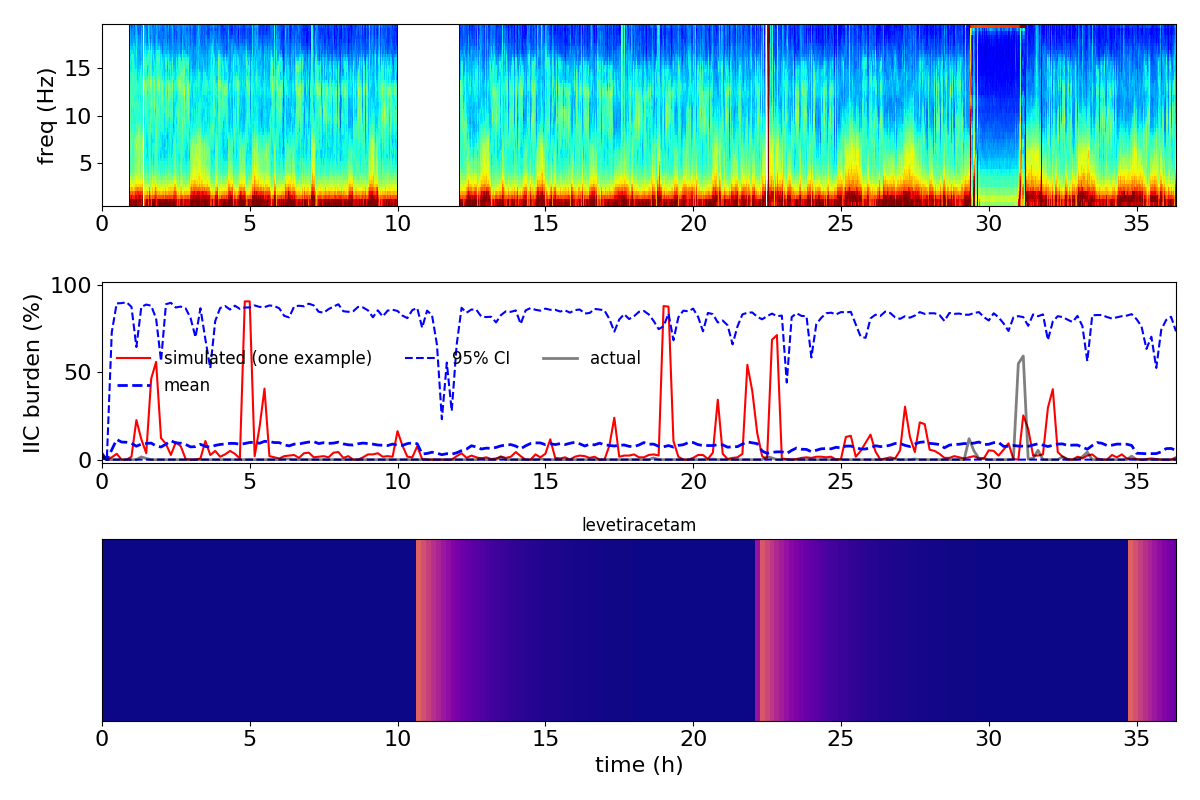 15
10
5
freq (Hz)
0 5 10 15 20 25 30 35
100
50
0
IIC burden (%)
simulated (one example) 95% CI actual
mean
0 5 10 15 20 25 30 35
levetiracetam
0 5 10 15 20 25 30 35
time (h)